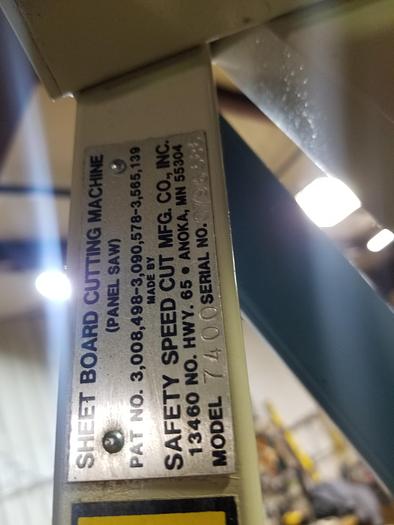 SHEET BOARD CUTTING MACHINE
(PANEL SAW)
PAT NO. 3,008,498-3,090,578-3,565,139
MADE BY
SAFETY SPEED CUT MFG. CO., INC.
13460 NO. HWY. 65 • ANOKA, MN 55304
MODEL 7400 SERIAL NO.